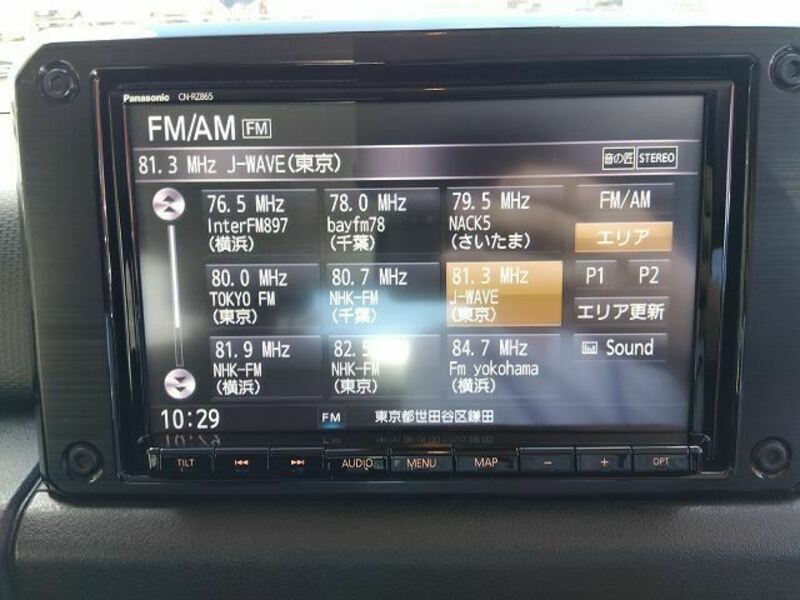 Panasonic CN-RZ865
FM/AM FM
81.3 MHz J-WAVE(東京) 音の匠 STEREO
76.5 MHz
InterFM897
(横浜)
78.0 MHz
bayfm78
(千葉)
79.5 MHz
NACK5
(さいたま)
FM/AM
エリア
80.0 MHz
TOKYO FM
(東京)
80.7 MHz
NHK-FM
(千葉)
81.3 MHz
J-WAVE
(東京)
P1 P2
エリア更新
81.9 MHz
NHK-FM
(横浜)
82.5
NHK-FM
(東京)
84.7 MHz
Fm yokohama
(横浜)
Sound
10:29 FM 東京都世田谷区鎌田
TILT AUDIO MENU MAP - + OPT